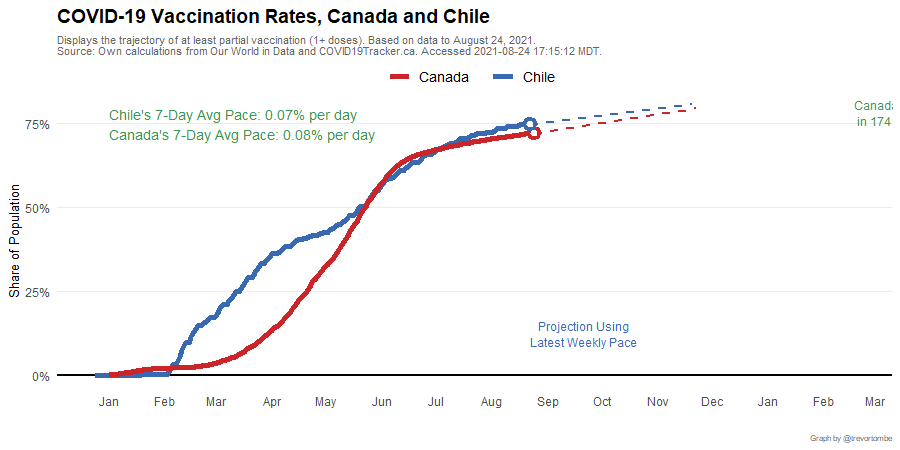 COVID-19 Vaccination Rates, Canada and Chile
Displays the trajectory of at least partial vaccination (1+ doses). Based on data to August 24, 2021.
Source: Own calculations from Our World in Data and COVID19Tracker.ca. Accessed 2021-08-24 17:15:12 MDT.
Canada Chile
Chile's 7-Day Avg Pace: 0.07% per day
Canada's 7-Day Avg Pace: 0.08% per day
Canada
in 174
75%
50%
25%
0%
Share of Population
Projection Using
Latest Weekly Pace
Jan Feb Mar Apr May Jun Jul Aug Sep Oct Nov Dec Jan Feb Mar
Graph by @trevortombe